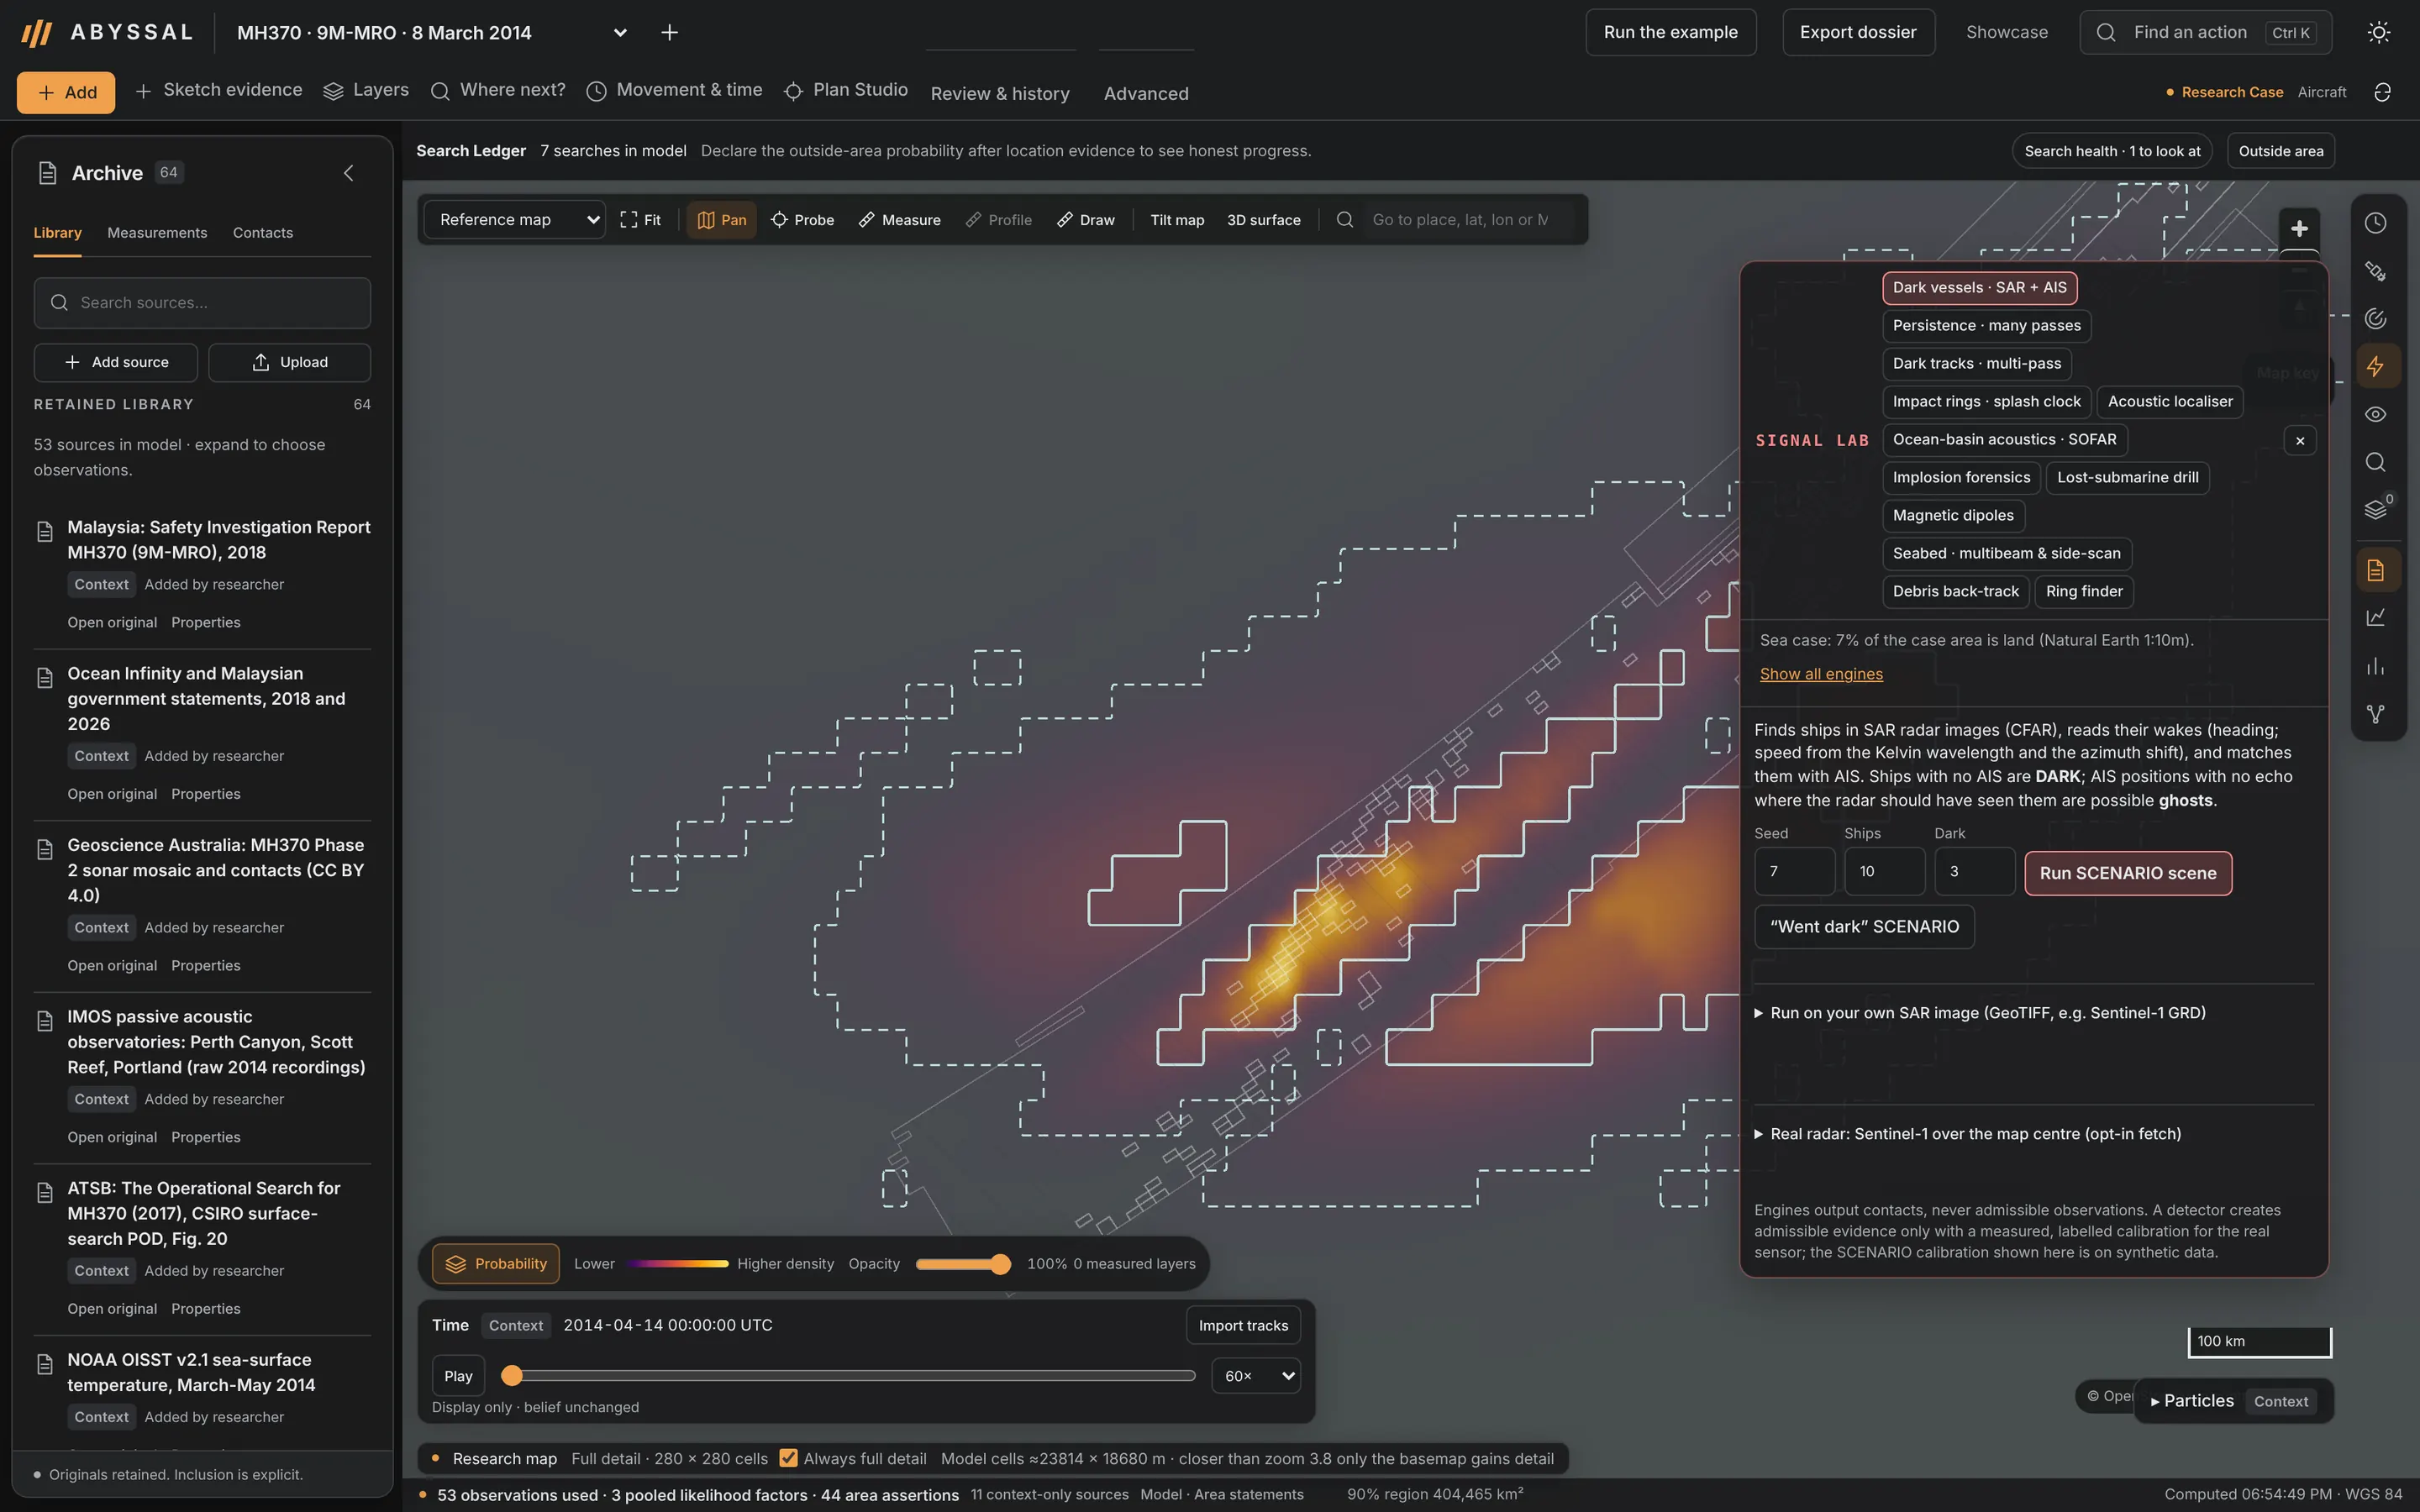 ABYSSAL
MH370 · 9M-MRO · 8 March 2014
Run the example
Export dossier
Showcase
Find an action Ctrl K
Add
Sketch evidence
Layers
Where next?
Movement & time
Plan Studio
Review & history
Advanced
Research Case Aircraft
Archive 64
Library Measurements Contacts
Search sources...
Add source
Upload
RETAINED LIBRARY 64
53 sources in model · expand to choose
observations.
Malaysia: Safety Investigation Report
MH370 (9M-MRO), 2018
Context Added by researcher
Open original Properties
Ocean Infinity and Malaysian
government statements, 2018 and
2026
Context Added by researcher
Open original Properties
Geoscience Australia: MH370 Phase
2 sonar mosaic and contacts (CC BY
4.0)
Context Added by researcher
Open original Properties
IMOS passive acoustic
observatories: Perth Canyon, Scott
Reef, Portland (raw 2014 recordings)
Context Added by researcher
Open original Properties
ATSB: The Operational Search for
MH370 (2017), CSIRO surface-
search POD, Fig. 20
Context Added by researcher
Open original Properties
NOAA OISST v2.1 sea-surface
temperature, March-May 2014
Context Added by researcher
Originals retained. Inclusion is explicit.
Search Ledger 7 searches in model Declare the outside-area probability after location evidence to see honest progress.
Search health · 1 to look at
Outside area
Reference map
Fit
Pan
Probe
Measure
Profile
Draw
Tilt map
3D surface
Go to place, lat, lon or M
Map key
0
SIGNAL LAB
Dark vessels · SAR + AIS
Persistence · many passes
Dark tracks · multi-pass
Impact rings · splash clock
Acoustic localiser
Ocean-basin acoustics · SOFAR
Implosion forensics
Lost-submarine drill
Magnetic dipoles
Seabed · multibeam & side-scan
Debris back-track
Ring finder
×
Sea case: 7% of the case area is land (Natural Earth 1:10m).
Show all engines
Finds ships in SAR radar images (CFAR), reads their wakes (heading;
speed from the Kelvin wavelength and the azimuth shift), and matches
them with AIS. Ships with no AIS are DARK; AIS positions with no echo
where the radar should have seen them are possible ghosts.
Seed Ships Dark
7 10 3 Run SCENARIO scene
“Went dark” SCENARIO
Run on your own SAR image (GeoTIFF, e.g. Sentinel-1 GRD)
Real radar: Sentinel-1 over the map centre (opt-in fetch)
Engines output contacts, never admissible observations. A detector creates
admissible evidence only with a measured, labelled calibration for the real
sensor; the SCENARIO calibration shown here is on synthetic data.
Probability Lower Higher density Opacity 100% 0 measured layers
Time Context 2014-04-14 00:00:00 UTC Import tracks
Play 60×
Display only · belief unchanged
100 km
© Oper
Particles Context
Research map Full detail · 280 × 280 cells Always full detail Model cells ≈23814 × 18680 m · closer than zoom 3.8 only the basemap gains detail
53 observations used · 3 pooled likelihood factors · 44 area assertions 11 context-only sources Model · Area statements 90% region 404,465 km²
Computed 06:54:49 PM · WGS 84